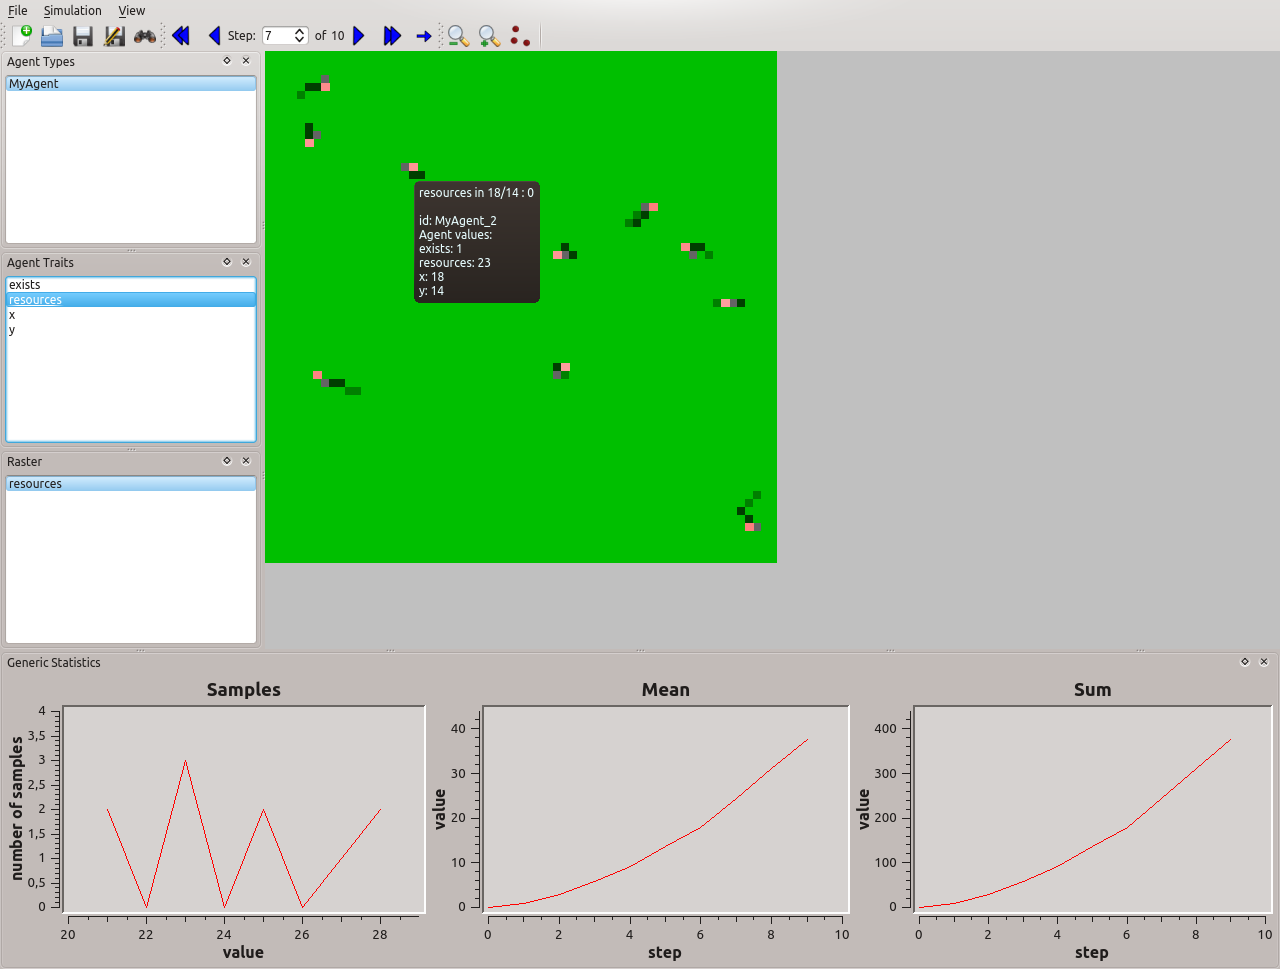 File Simulation View
Step: 7 of 10
Agent Types
MyAgent
Agent Traits
exists
resources
x
y
Raster
resources
resources in 18/14 : 0
id: MyAgent_2
Agent values:
exists: 1
resources: 23
x: 18
y: 14
Generic Statistics
Samples
4
3,5
3
2,5
2
1,5
1
0,5
0
number of samples
20 22 24 26 28
value
Mean
40
30
20
10
0
value
0 2 4 6 8 10
step
Sum
400
300
200
100
0
value
0 2 4 6 8 10
step